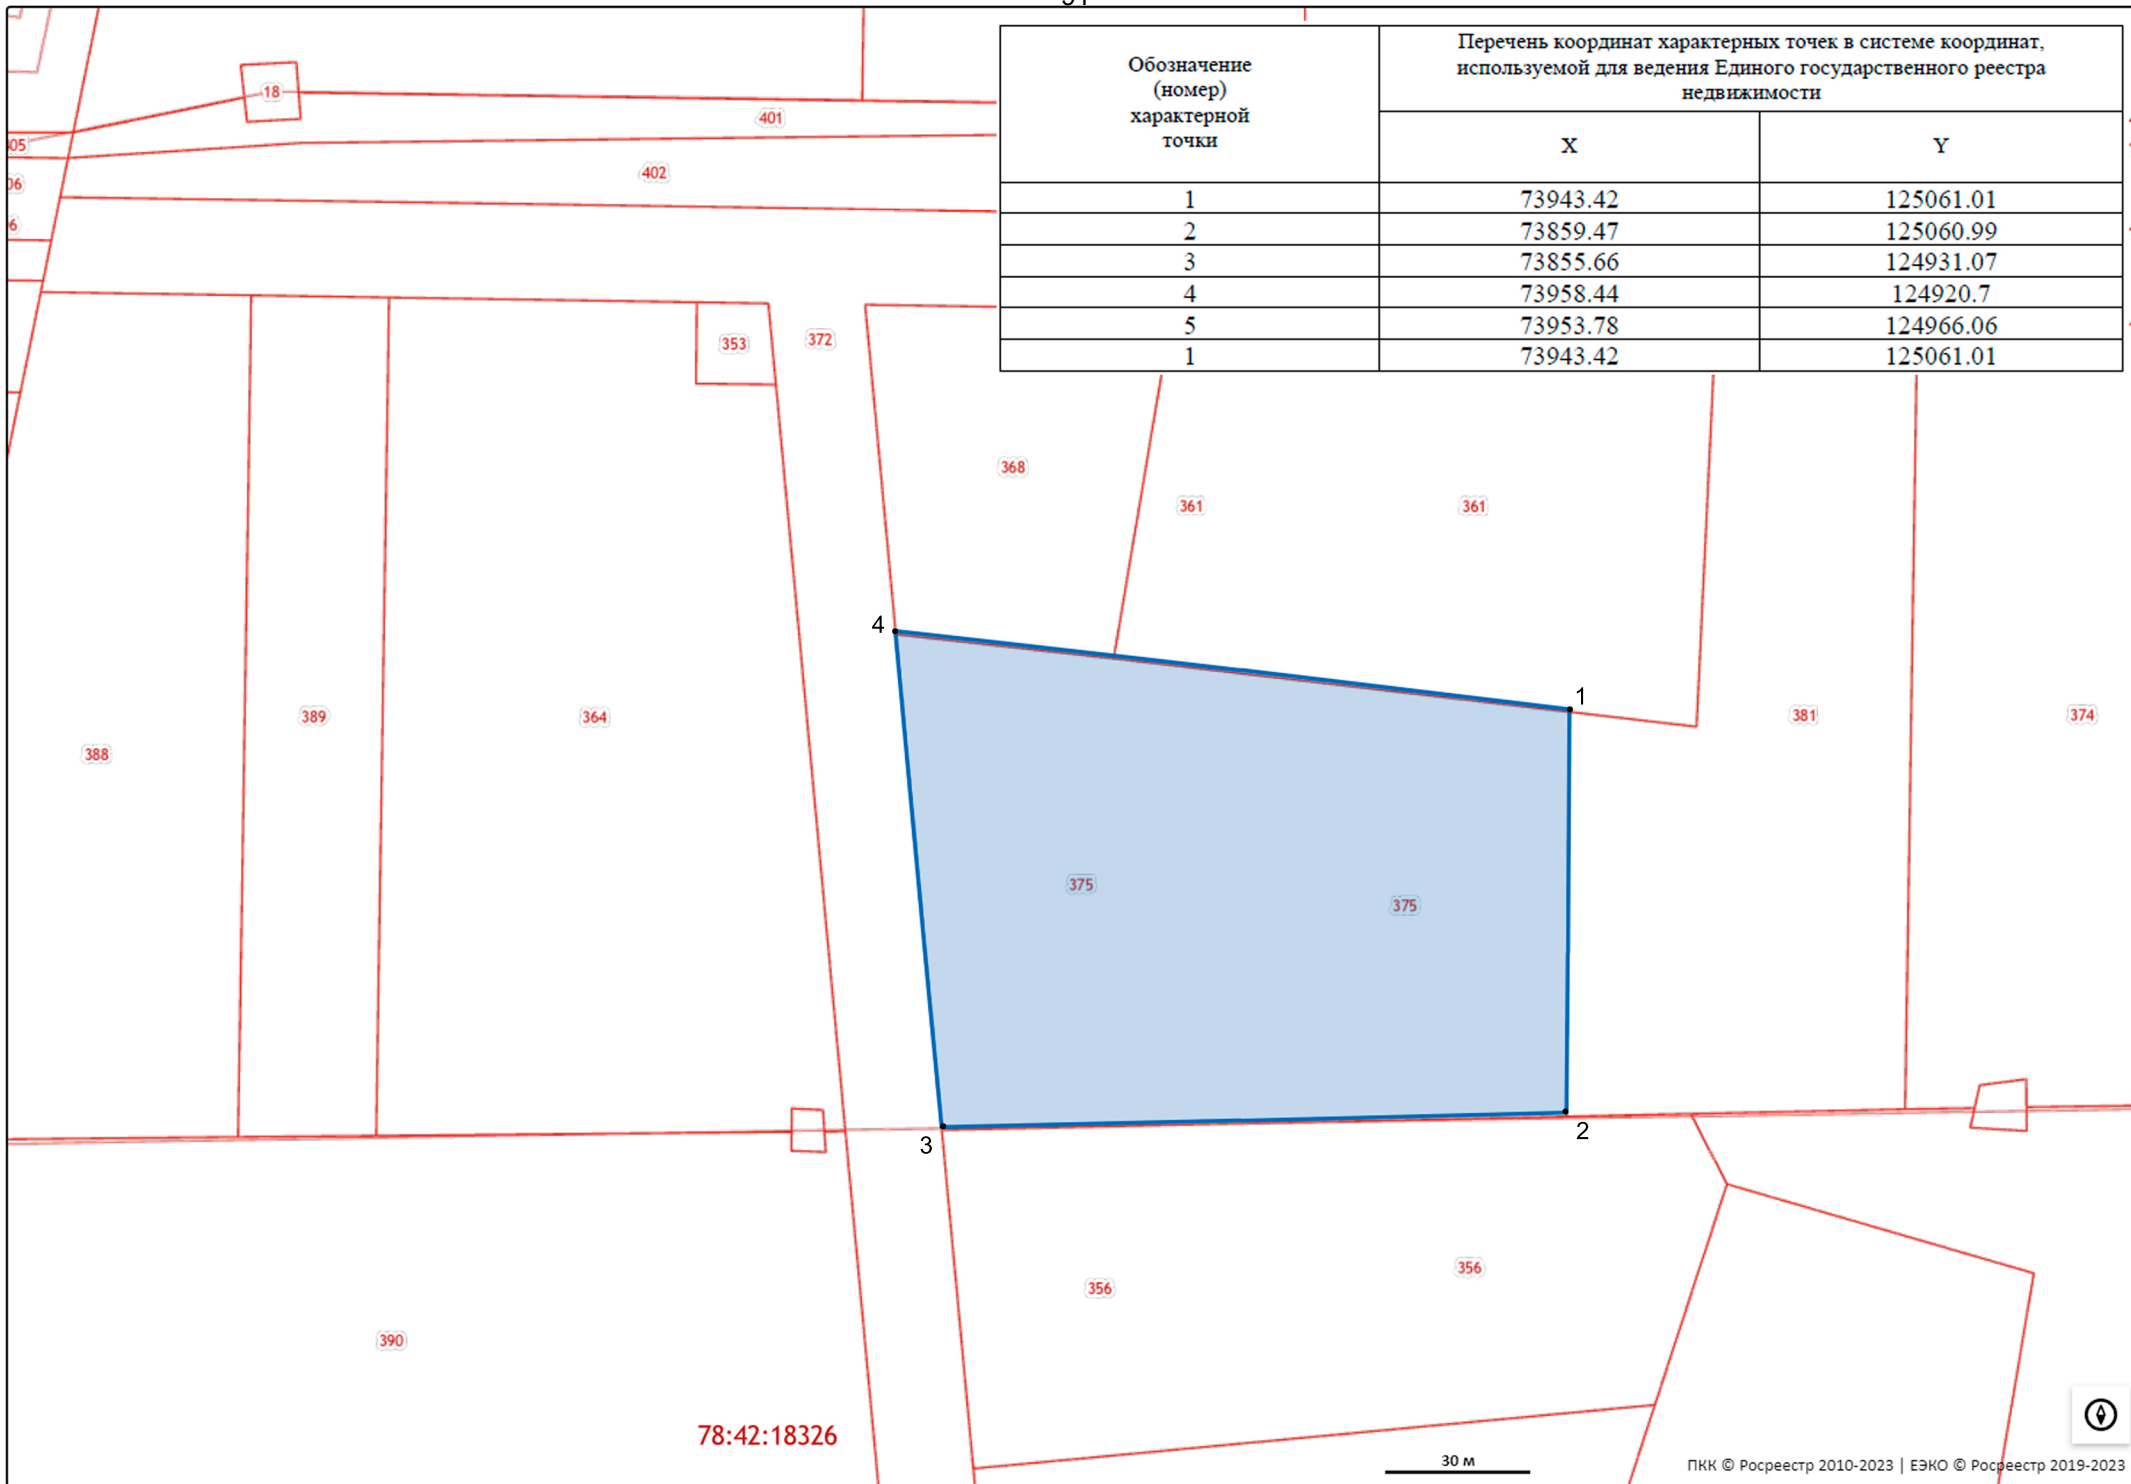 Обозначение
(номер)
характерной
точки
Перечень координат характерных точек в системе координат,
используемой для ведения Единого государственного реестра
недвижимости
X
Y
1 73943.42 125061.01
2 73859.47 125060.99
3 73855.66 124931.07
4 73958.44 124920.7
5 73953.78 124966.06
1 73943.42 125061.01
18
401
05
402
06
6
353
372
368
361
361
4
1
389
364
381
374
388
375
375
3
2
356
356
390
78:42:18326
30 м
ПКК © Росреестр 2010-2023 | ЕЭКО © Росреестр 2019-2023